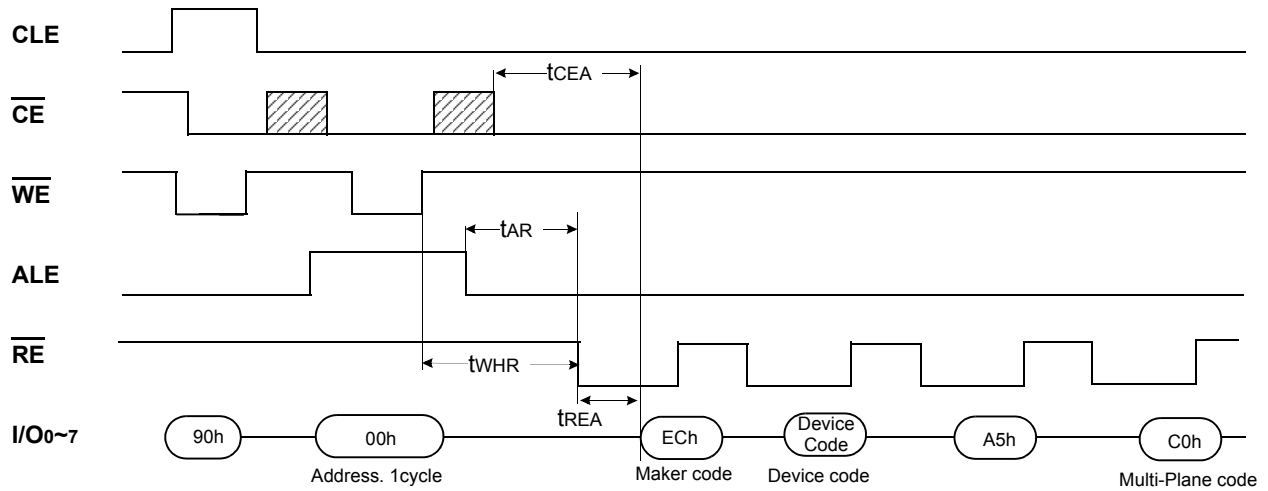 CLE
tCEA
CE
WE
tAR
ALE
RE
tWHR
tREA
I/O0~7
90h
00h
ECh
Device
Code
A5h
C0h
Address. 1cycle
Maker code
Device code
Multi-Plane code